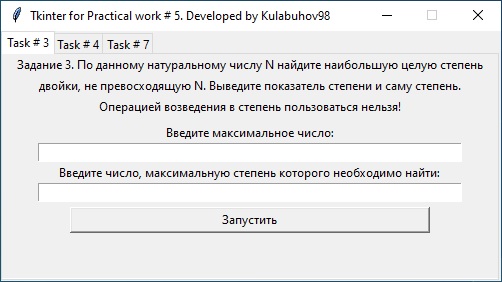 Tkinter for Practical work # 5. Developed by Kulabuhov98
Task # 3 Task # 4 Task # 7
Задание 3. По данному натуральному числу N найдите наибольшую целую степень
двойки, не превосходящую N. Выведите показатель степени и саму степень.
Операцией возведения в степень пользоваться нельзя!
Введите максимальное число:
Введите число, максимальную степень которого необходимо найти:
Запустить